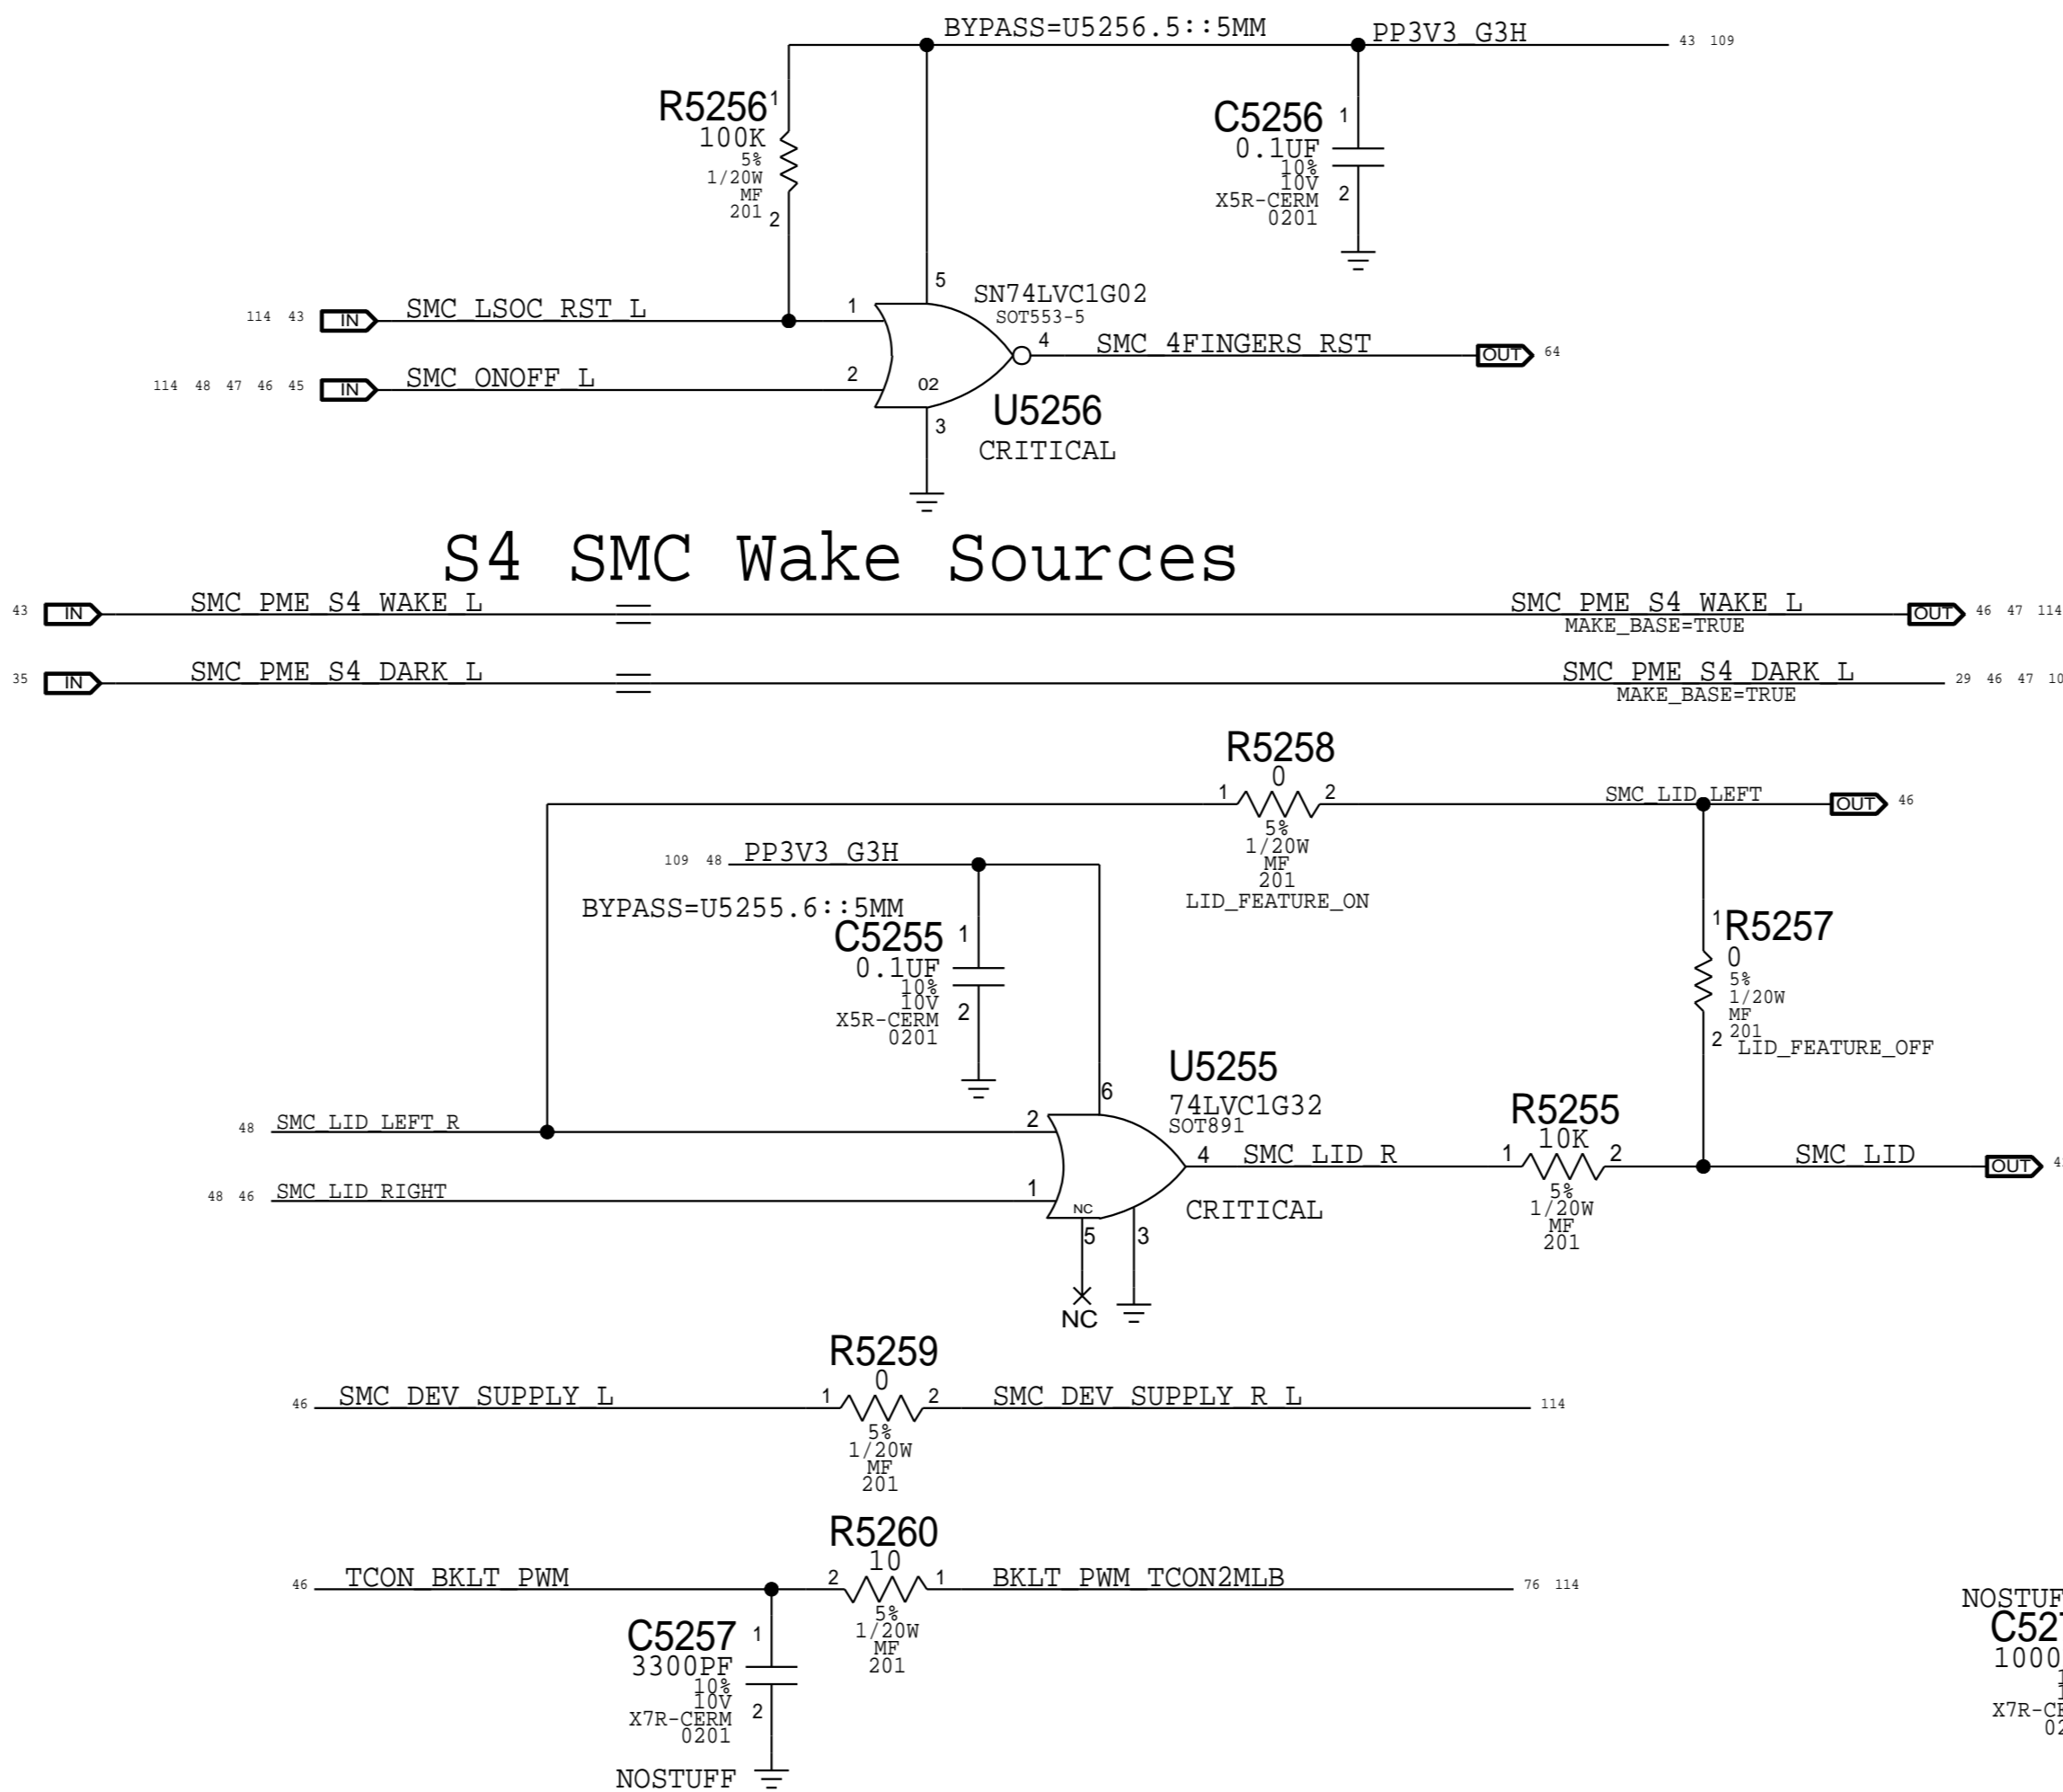 BYPASS=U5256.5::5MM
PP3V3_G3H
43 109
R5256
1
100K
5%
1/20W
MF
201
2
C5256
1
0.1UF
10%
10V
X5R-CERM
0201
2
5
SN74LVC1G02
SOT553-5
114 43
IN
SMC_LSOC_RST_L
1
4
SMC_4FINGERS_RST
OUT
64
114 48 47 46 45
IN
SMC_ONOFF_L
2
02
U5256
3
CRITICAL
S4 SMC Wake Sources
43
IN
SMC_PME_S4_WAKE_L
SMC_PME_S4_WAKE_L
MAKE_BASE=TRUE
OUT
46 47 114
35
IN
SMC_PME_S4_DARK_L
SMC_PME_S4_DARK_L
MAKE_BASE=TRUE
29 46 47 10
R5258
0
1
2
5%
1/20W
MF
201
LID_FEATURE_ON
SMC_LID_LEFT
OUT
46
109 48
PP3V3_G3H
BYPASS=U5255.6::5MM
C5255
1
0.1UF
10%
10V
X5R-CERM
0201
2
1
R5257
0
5%
1/20W
MF
201
2
LID_FEATURE_OFF
U5255
74LVC1G32
SOT891
6
48
SMC_LID_LEFT_R
2
4
SMC_LID_R
R5255
10K
1
2
5%
1/20W
MF
201
SMC_LID
OUT
48 46
SMC_LID_RIGHT
1
NC
CRITICAL
5
3
NC
R5259
0
46
SMC_DEV_SUPPLY_L
1
2
SMC_DEV_SUPPLY_R_L
114
5%
1/20W
MF
201
R5260
10
46
TCON_BKLT_PWM
2
1
BKLT_PWM_TCON2MLB
76 114
5%
1/20W
MF
201
C5257
1
3300PF
10%
10V
X7R-CERM
0201
2
NOSTUFF
NOSTUF
C52
1000
X7R-CE